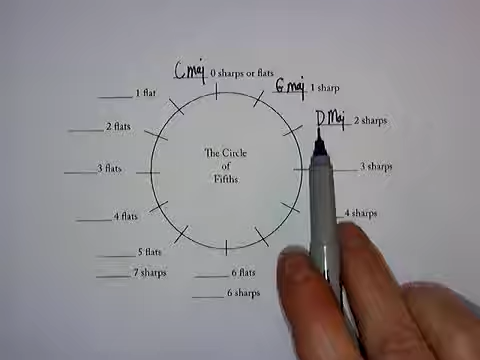 C maj 0 sharps or flats
G maj 1 sharp
D Maj 2 sharps
3 sharps
4 sharps
1 flat
2 flats
3 flats
4 flats
5 flats
7 sharps
6 flats
6 sharps
The Circle
of
Fifths